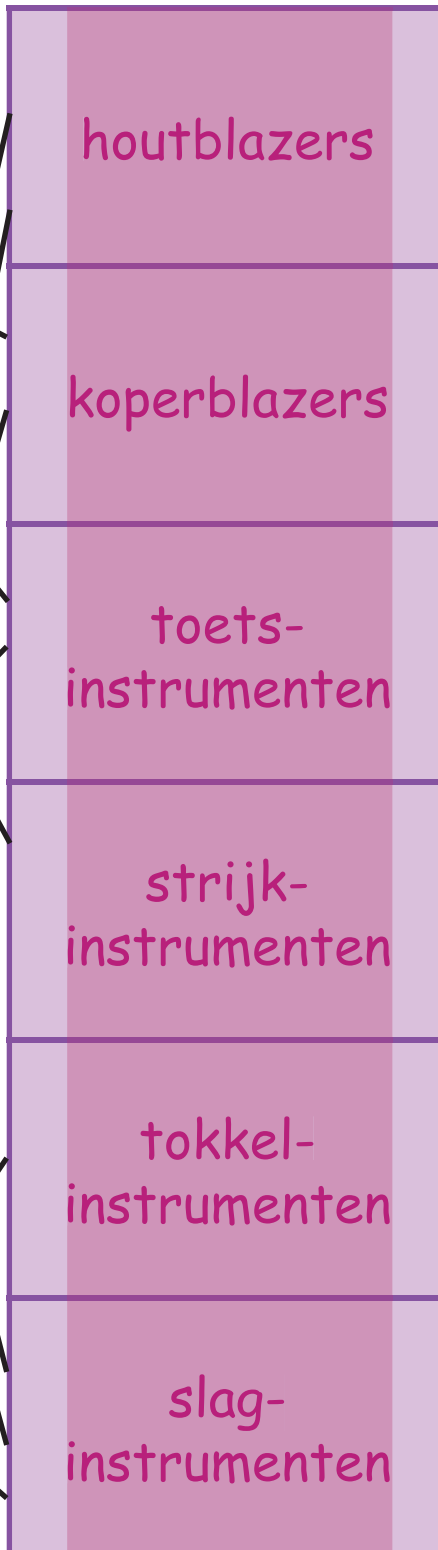 houtblazers
koperblazers
toets-
instrumenten
strijk-
instrumenten
tokkel-
instrumenten
slag-
instrumenten